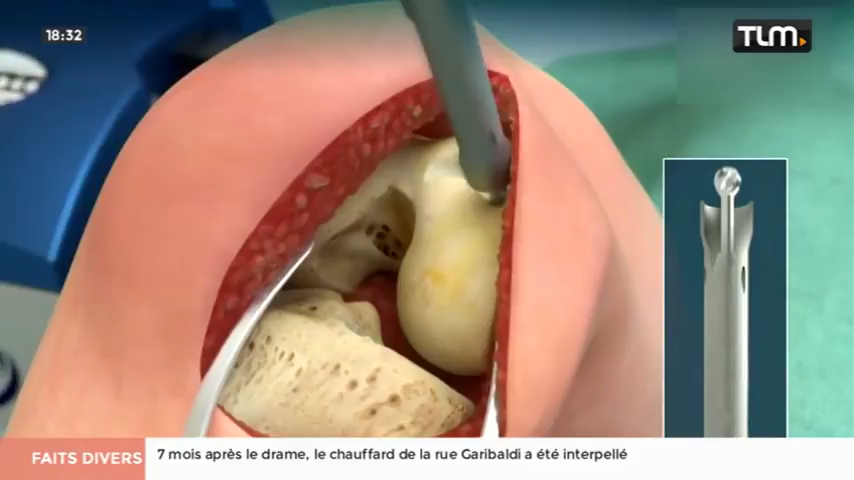 18:32
TLM
FAITS DIVERS
7 mois après le drame, le chauffard de la rue Garibaldi a été interpellé